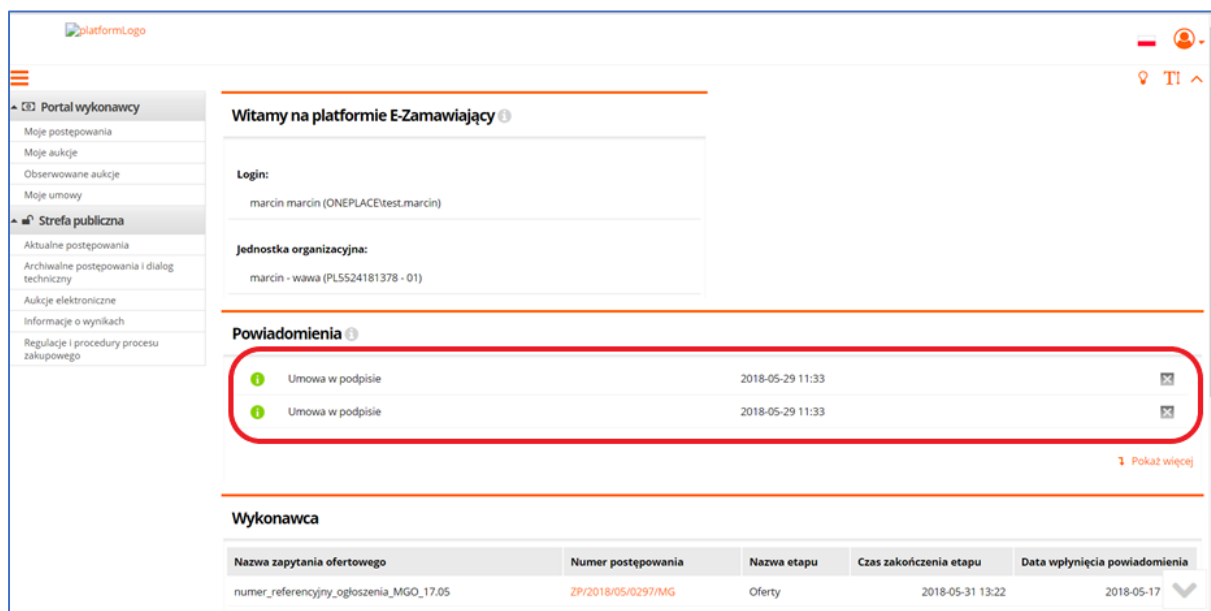 platformLogo
TI
Portal wykonawcy
Moje postępowania
Moje aukcje
Obserwowane aukcje
Moje umowy
Strefa publiczna
Aktualne postępowania
Archiwalne postępowania i dialog
techniczny
Aukcje elektroniczne
Informacje o wynikach
Regulacje i procedury procesu
zakupowego
Witamy na platformie E-Zamawiający
Login:
marcin marcin (ONEPLACE\test.marcin)
Jednostka organizacyjna:
marcin - wawa (PL5524181378 - 01)
Powiadomienia
Umowa w podpisie 2018-05-29 11:33
Umowa w podpisie 2018-05-29 11:33
Pokaż więcej
Wykonawca
Nazwa zapytania ofertowego Numer postępowania Nazwa etapu Czas zakończenia etapu Data wpłynięcia powiadomienia
numer_referencyjny_ogłoszenia_MGO_17.05 ZP/2018/05/0297/MG Oferty 2018-05-31 13:22 2018-05-17